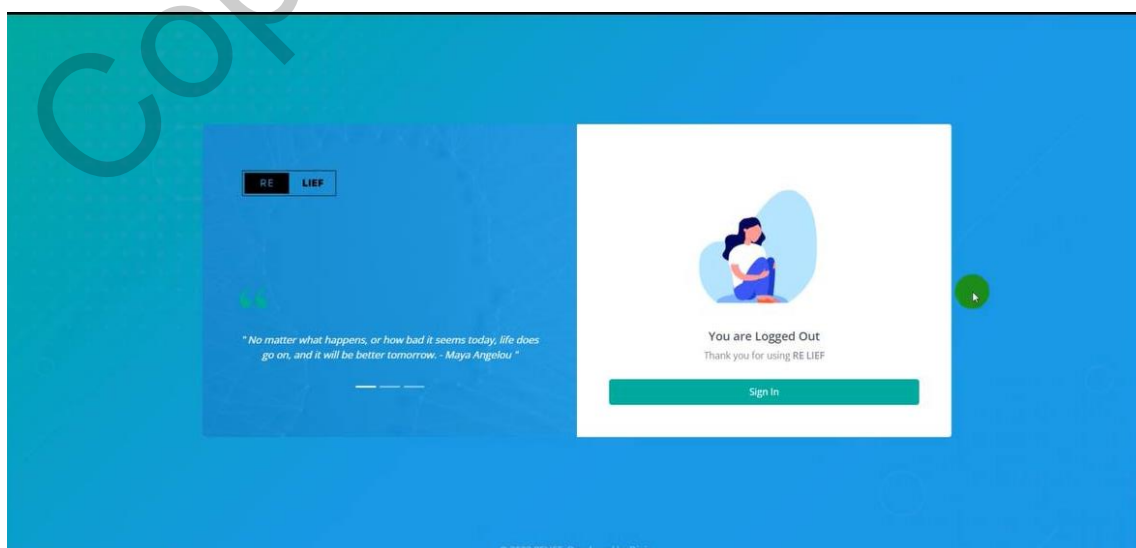 RE LIEF
" No matter what happens, or how bad it seems today, life does
go on, and it will be better tomorrow. - Maya Angelou "
You are Logged Out
Thank you for using RE LIEF
Sign In